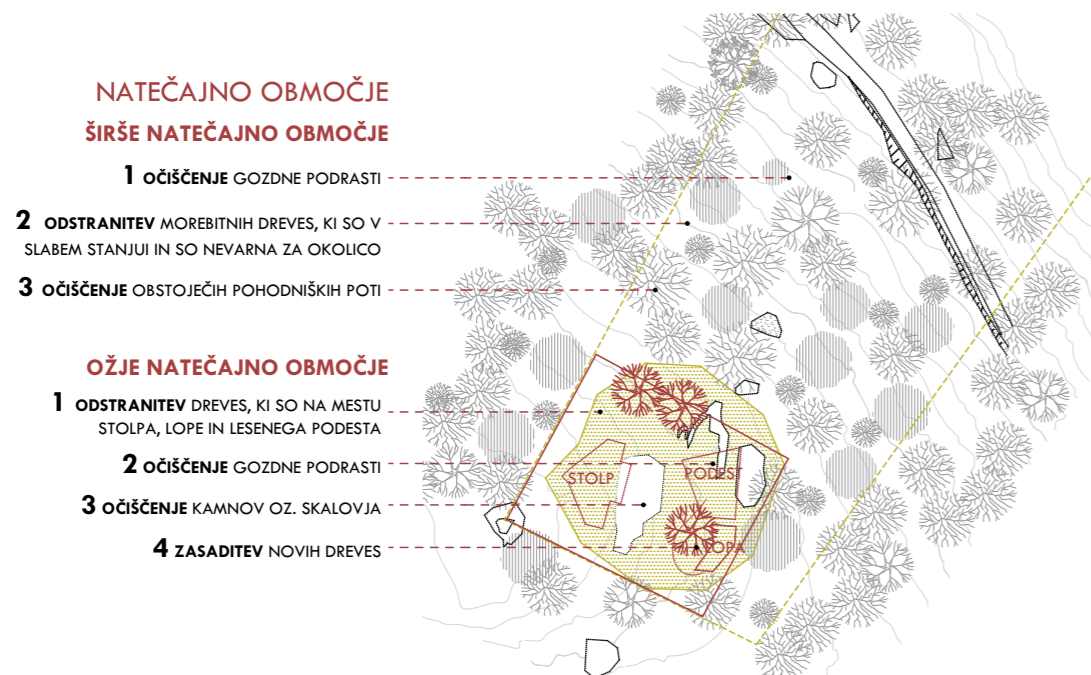 NATEČAJNO OBMOČJE
ŠIRŠE NATEČAJNO OBMOČJE
1 OČIŠČENJE GOZDNE PODRASTI
2 ODSTRANITEV MOREBITNIH DREVES, KI SO V
SLABEM STANJUI IN SO NEVARNA ZA OKOLICO
3 OČIŠČENJE OBSTOJEČIH POHODNIŠKIH POTI
OŽJE NATEČAJNO OBMOČJE
1 ODSTRANITEV DREVES, KI SO NA MESTU
STOLPA, LOPE IN LESENEGA PODESTA
2 OČIŠČENJE GOZDNE PODRASTI
3 OČIŠČENJE KAMNOV OZ. SKALOVJA
4 ZASADITEV NOVIH DREVES
STOLP
PODEST
LOPA